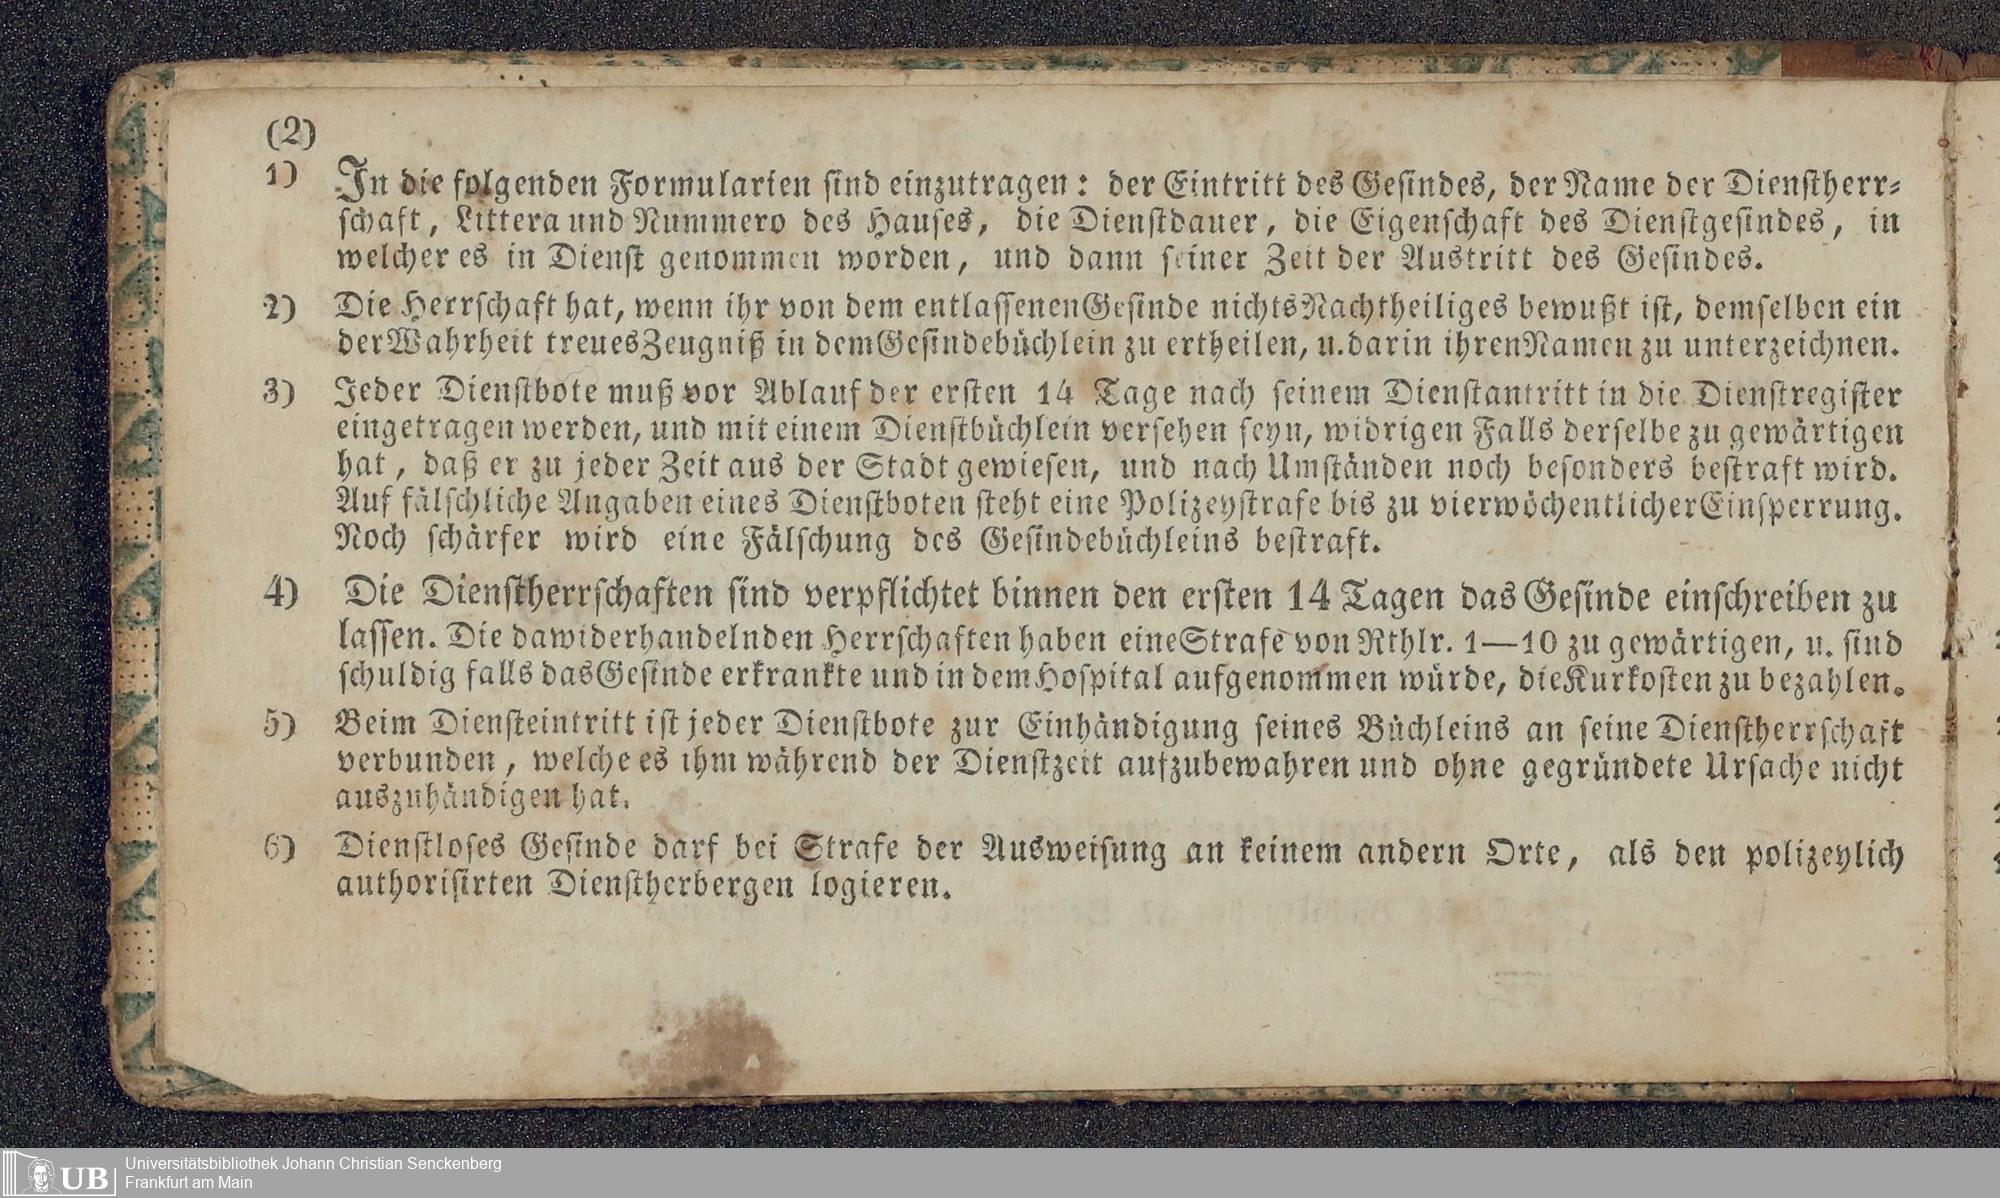 (2)
1) In die folgenden Formularien sind einzutragen: der Eintritt des Gesindes, der Name der Dienstherr-
schaft, Littera und Nummero des Hauses, die Dienstdauer, die Eigenschaft des Dienstgesindes, in
welcher es in Dienst genommen worden, und dann seiner Zeit der Austritt des Gesindes.
2) Die Herrschaft hat, wenn ihr von dem entlassenen Gesinde nichts Nachtheiliges bewußt ist, demselben ein
der Wahrheit treues Zeugniß in dem Gesindebüchlein zu ertheilen, u. darin ihren Namen zu unterzeichnen.
3) Jeder Dienstbote muß vor Ablauf der ersten 14 Tage nach seinem Dienstantritt in die Dienstregister
eingetragen werden, und mit einem Dienstbüchlein versehen seyn, widrigen Falls derselbe zu gewärtigen
hat, daß er zu jeder Zeit aus der Stadt gewiesen, und nach Umständen noch besonders bestraft wird.
Auf fälschliche Angaben eines Dienstboten steht eine Polizeystrafe bis zu vierwöchentlicher Einsperrung.
Noch schärfer wird eine Fälschung des Gesindebüchleins bestraft.
4) Die Dienstherrschaften sind verpflichtet binnen den ersten 14 Tagen das Gesinde einschreiben zu
lassen. Die dawiderhandelnden Herrschaften haben eine Strafe von Rthlr. 1—10 zu gewärtigen, u. sind
schuldig falls das Gesinde erkrankte und in dem Hospital aufgenommen würde, die Kurkosten zu bezahlen.
5) Beim Diensteintritt ist jeder Dienstbote zur Einhändigung seines Büchleins an seine Dienstherrschaft
verbunden, welche es ihm während der Dienstzeit aufzubewahren und ohne gegründete Ursache nicht
auszuhändigen hat.
6) Dienstloses Gesinde darf bei Strafe der Ausweisung an keinem andern Orte, als den polizeylich
authorisirten Dienstherbergen logieren.
UB
Universitätsbibliothek Johann Christian Senckenberg
Frankfurt am Main